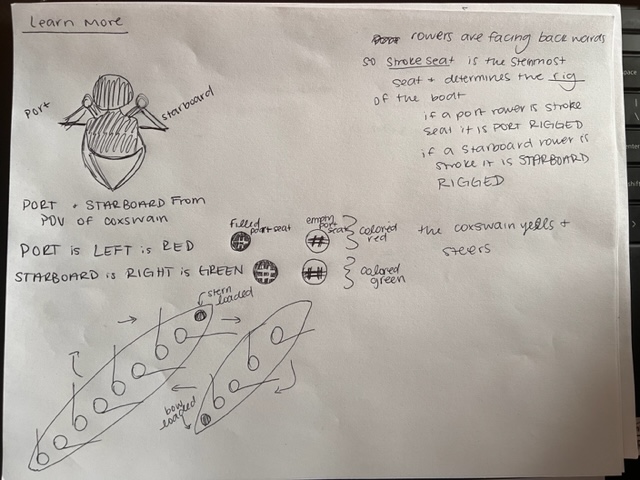 Learn More
Port
starboard
PORT + STARBOARD From
POV of coxswain
PORT is LEFT is RED
filled
port seat
#
empty
port
seat
#
colored
red
STARBOARD is RIGHT is GREEN
#
#
colored
green
stern
loaded
bow
loaded
rowers are facing backwards
so stroke seat is the sternmost
seat + determines the rig
of the boat
if a port rower is stroke
seat it is PORT RIGGED
if a starboard rower is
stroke it is STARBOARD
RIGGED
the coxswain yells +
steers